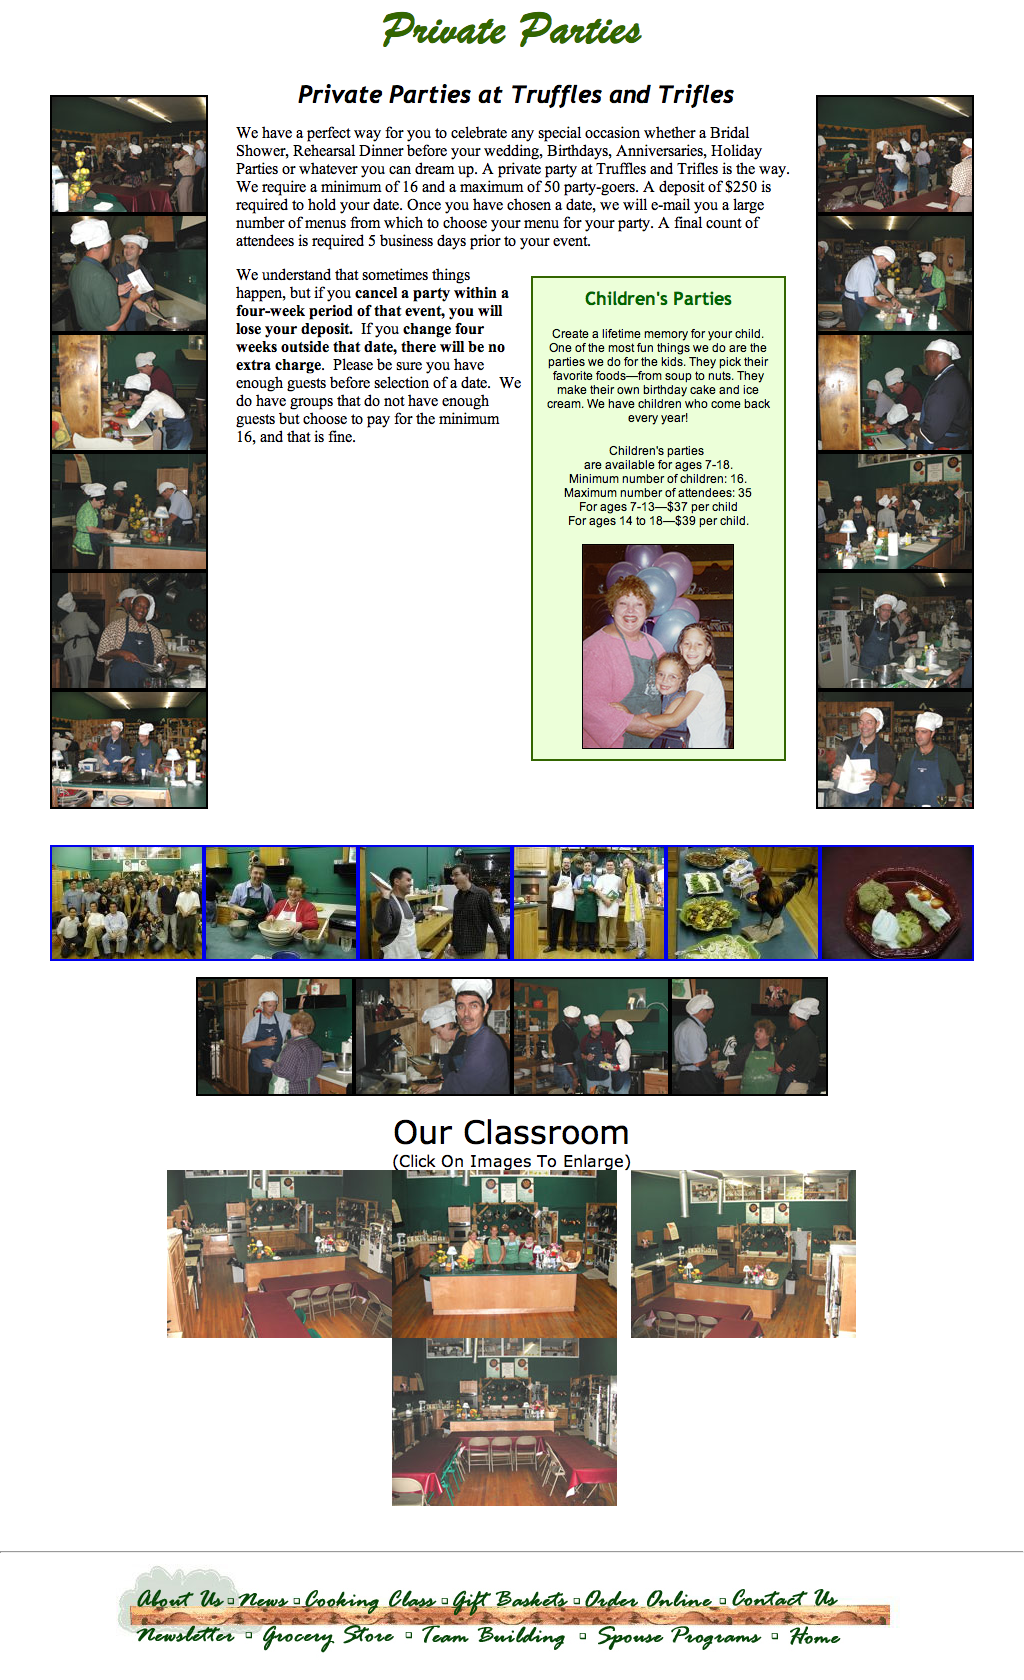 Private Parties
Private Parties at Truffles and Trifles
We have a perfect way for you to celebrate any special occasion whether a Bridal
Shower, Rehearsal Dinner before your wedding, Birthdays, Anniversaries, Holiday
Parties or whatever you can dream up. A private party at Truffles and Trifles is the way.
We require a minimum of 16 and a maximum of 50 party-goers. A deposit of $250 is
required to hold your date. Once you have chosen a date, we will e-mail you a large
number of menus from which to choose your menu for your party. A final count of
attendees is required 5 business days prior to your event.
We understand that sometimes things
happen, but if you cancel a party within a
four-week period of that event, you will
lose your deposit.  If you change four
weeks outside that date, there will be no
extra charge.  Please be sure you have
enough guests before selection of a date.  We
do have groups that do not have enough
guests but choose to pay for the minimum
16, and that is fine.
Children's Parties
Create a lifetime memory for your child.
One of the most fun things we do are the
parties we do for the kids. They pick their
favorite foods—from soup to nuts. They
make their own birthday cake and ice
cream. We have children who come back
every year!
Children's parties
are available for ages 7-18.
Minimum number of children: 16.
Maximum number of attendees: 35
For ages 7-13—$37 per child
For ages 14 to 18—$39 per child.
Our Classroom
(Click On Images To Enlarge)
About Us News Cooking Class Gift Baskets Order Online Contact Us
Newsletter Grocery Store Team Building Spouse Programs Home